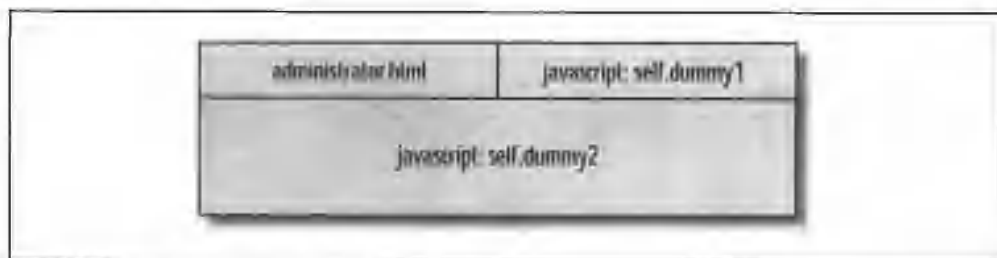 administrator.html
javascript: self.dummy1
javascript: self.dummy2